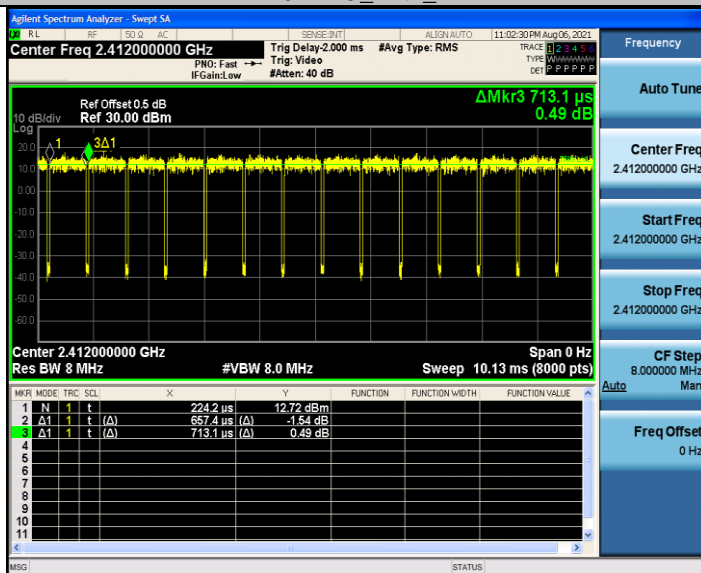 Agilent Spectrum Analyzer - Swept SA
LXI RL RF 50 Ω AC SENSE:INT ALIGN AUTO 11:02:30 PM Aug 06, 2021
Center Freq 2.412000000 GHz
PNO: Fast
IFGain:Low
Trig Delay-2.000 ms
Trig: Video
#Atten: 40 dB
#Avg Type: RMS
TRACE 1 2 3 4 5 6
TYPE W
DET P P P P P P
Ref Offset 0.5 dB
Ref 30.00 dBm
10 dB/div
Log
ΔMkr3 713.1 µs
0.49 dB
1
3Δ1
20.0
10.0
0.00
-10.0
-20.0
-30.0
-40.0
-50.0
-60.0
Center 2.412000000 GHz Span 0 Hz
Res BW 8 MHz #VBW 8.0 MHz Sweep 10.13 ms (8000 pts)
MKR MODE TRC SCL X Y FUNCTION FUNCTION WIDTH FUNCTION VALUE
1 N 1 t 224.2 µs 12.72 dBm
2 Δ1 1 t (Δ) 657.4 µs (Δ) -1.54 dB
3 Δ1 1 t (Δ) 713.1 µs (Δ) 0.49 dB
4
5
6
7
8
9
10
11
MSG STATUS
Frequency
Auto Tune
Center Freq
2.412000000 GHz
Start Freq
2.412000000 GHz
Stop Freq
2.412000000 GHz
CF Step
8.000000 MHz
Auto Man
Freq Offset
0 Hz